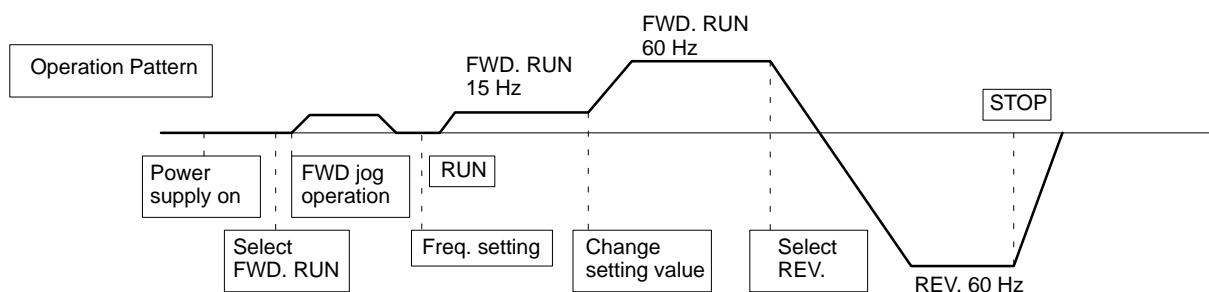 FWD. RUN
60 Hz
Operation Pattern
FWD. RUN
15 Hz
STOP
Power
supply on
FWD jog
operation
RUN
Select
FWD. RUN
Freq. setting
Change
setting value
Select
REV.
REV. 60 Hz